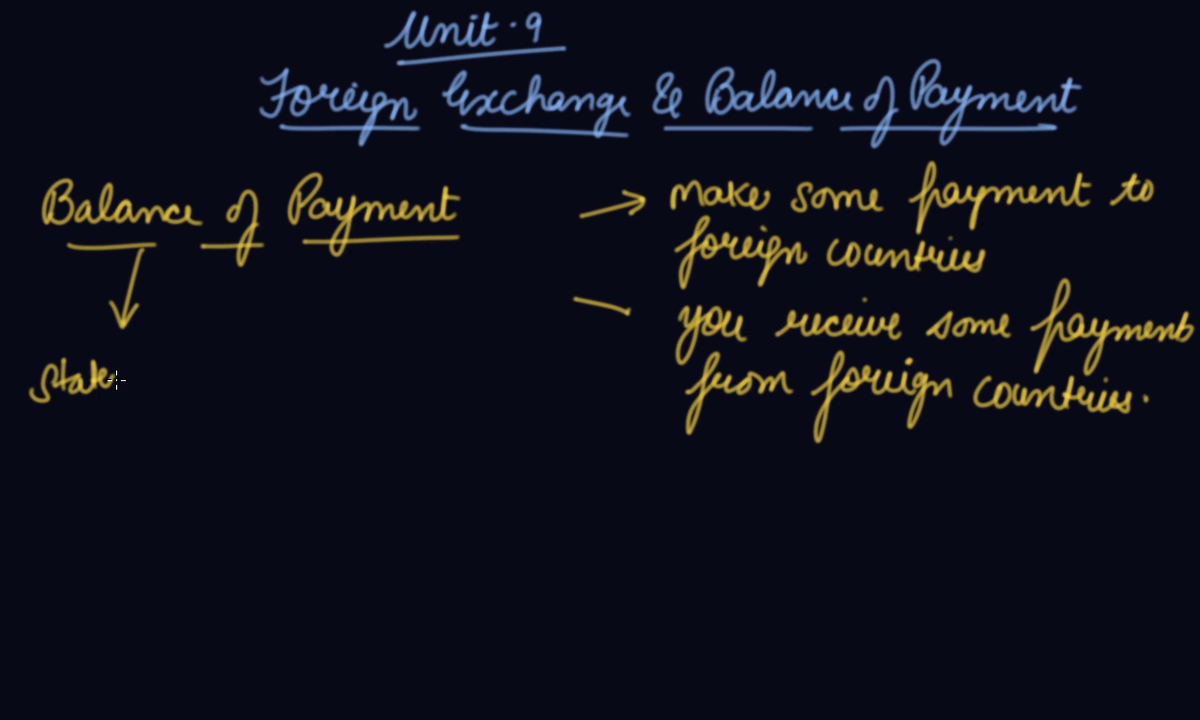 Unit · 9
Foreign Exchange & Balance of Payment
Balance of Payment
→ Make some payment to
foreign countries
you receive some payments
from foreign countries.
State